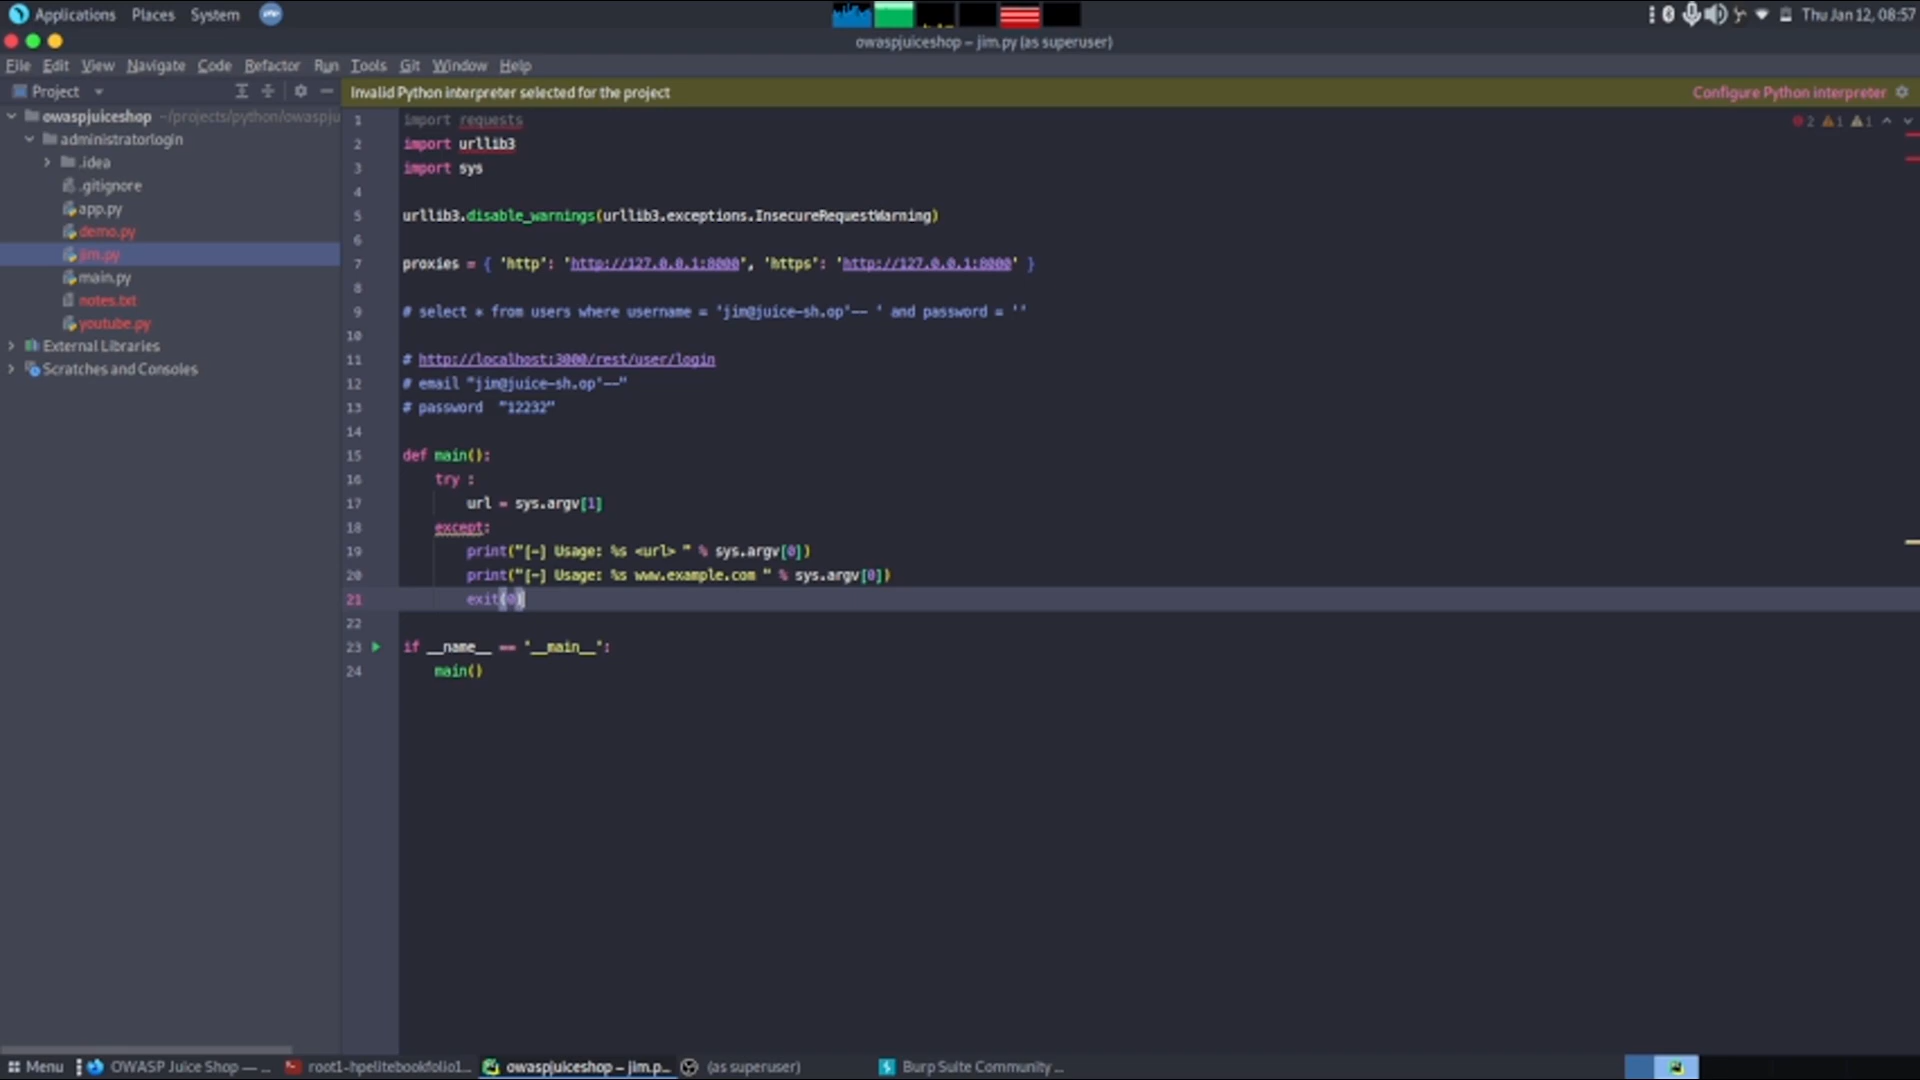 Applications Places System
Thu Jan 12, 08:57
owaspjuiceshop – jim.py (as superuser)
File Edit View Navigate Code Refactor Run Tools Git Window Help
Project
Invalid Python interpreter selected for the project
Configure Python interpreter
owaspjuiceshop ~/projects/python/owaspju
administratorlogin
.idea
.gitignore
app.py
demo.py
jim.py
main.py
notes.txt
youtube.py
External Libraries
Scratches and Consoles
2 1 1
1 import requests
2 import urllib3
3 import sys
4
5 urllib3.disable_warnings(urllib3.exceptions.InsecureRequestWarning)
6
7 proxies = { 'http': 'http://127.0.0.1:8080', 'https': 'http://127.0.0.1:8080' }
8
9 # select * from users where username = 'jim@juice-sh.op'-- ' and password = ''
10
11 # http://localhost:3000/rest/user/login
12 # email "jim@juice-sh.op'--"
13 # password "12232"
14
15 def main():
16 try :
17 url = sys.argv[1]
18 except:
19 print("[-] Usage: %s <url> " % sys.argv[0])
20 print("[-] Usage: %s www.example.com " % sys.argv[0])
21 exit(0)
22
23 if __name__ == "__main__":
24 main()
Menu
OWASP Juice Shop — ...
root1-hpelitebookfolio1...
owaspjuiceshop – jim.p...
(as superuser)
Burp Suite Community ...